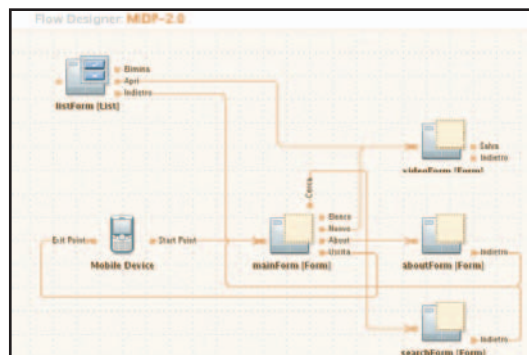 Flow Designer: MIDP-2.0
Elimina
Apri
Indietro
listForm [List]
Salva
Indietro
videoForm [Form]
Cerca
Elenco
Nuovo
About
Uscita
mainForm [Form]
Exit Point
Start Point
Mobile Device
Indietro
aboutForm [Form]
Indietro
searchForm [Form]